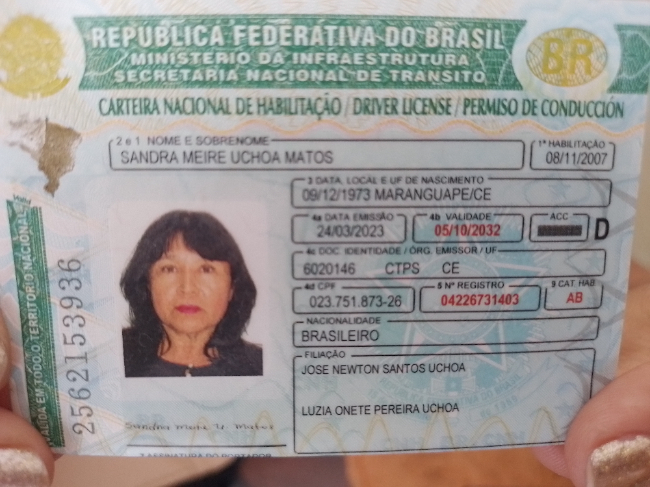 REPÚBLICA FEDERATIVA DO BRASIL
MINISTÉRIO DA INFRAESTRUTURA
SECRETARIA NACIONAL DE TRÂNSITO
BR
CARTEIRA NACIONAL DE HABILITAÇÃO / DRIVER LICENSE / PERMISO DE CONDUCCIÓN
2 e 1 NOME E SOBRENOME
SANDRA MEIRE UCHOA MATOS
1ª HABILITAÇÃO
08/11/2007
3 DATA, LOCAL E UF DE NASCIMENTO
09/12/1973 MARANGUAPE/CE
4a DATA EMISSÃO
24/03/2023
4b VALIDADE
05/10/2032
ACC
D
4c DOC. IDENTIDADE / ÓRG. EMISSOR / UF
6020146 CTPS CE
4d CPF
023.751.873-26
5 Nº REGISTRO
04226731403
9 CAT. HAB
AB
NACIONALIDADE
BRASILEIRO
FILIAÇÃO
JOSE NEWTON SANTOS UCHOA
LUZIA ONETE PEREIRA UCHOA
VÁLIDA EM TODO O TERRITÓRIO NACIONAL
2562153936
Sandra Meire U. Matos
7 ASSINATURA DO PORTADOR